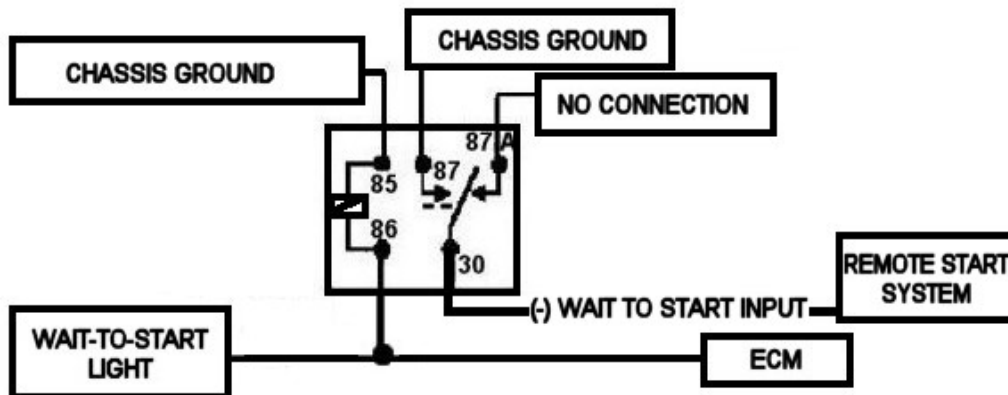 CHASSIS GROUND
CHASSIS GROUND
NO CONNECTION
87 A
87
85
86
30
REMOTE START
SYSTEM
(-) WAIT TO START INPUT
WAIT-TO-START
LIGHT
ECM